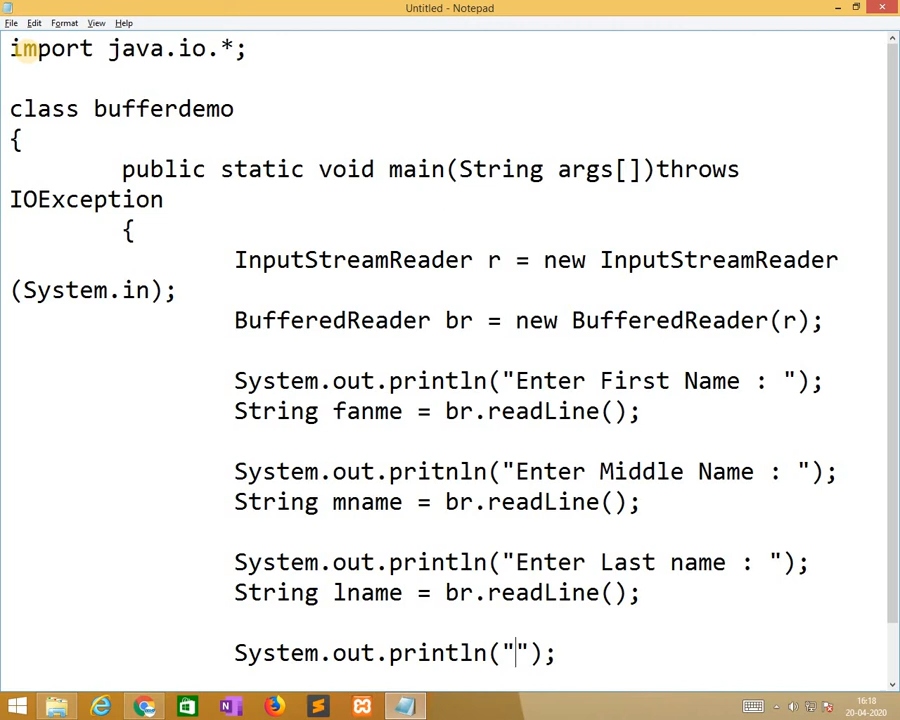 Untitled - Notepad
File Edit Format View Help
import java.io.*;
class bufferdemo
{
public static void main(String args[])throws
IOException
{
InputStreamReader r = new InputStreamReader
(System.in);
BufferedReader br = new BufferedReader(r);
System.out.println("Enter First Name : ");
String fanme = br.readLine();
System.out.pritnln("Enter Middle Name : ");
String mname = br.readLine();
System.out.println("Enter Last name : ");
String lname = br.readLine();
System.out.println("");
16:18
20-04-2020